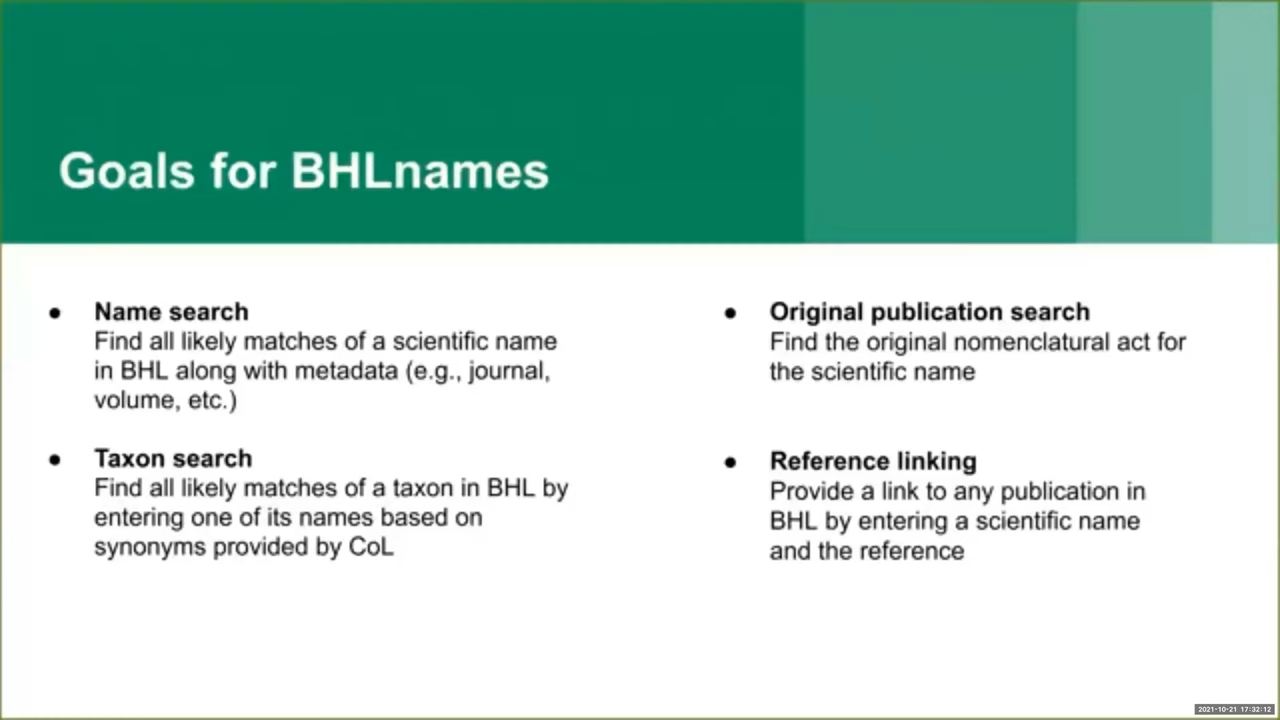 Goals for BHLnames
● Name search
Find all likely matches of a scientific name
in BHL along with metadata (e.g., journal,
volume, etc.)
● Taxon search
Find all likely matches of a taxon in BHL by
entering one of its names based on
synonyms provided by CoL
● Original publication search
Find the original nomenclatural act for
the scientific name
● Reference linking
Provide a link to any publication in
BHL by entering a scientific name
and the reference
2021-10-21 17:32:12